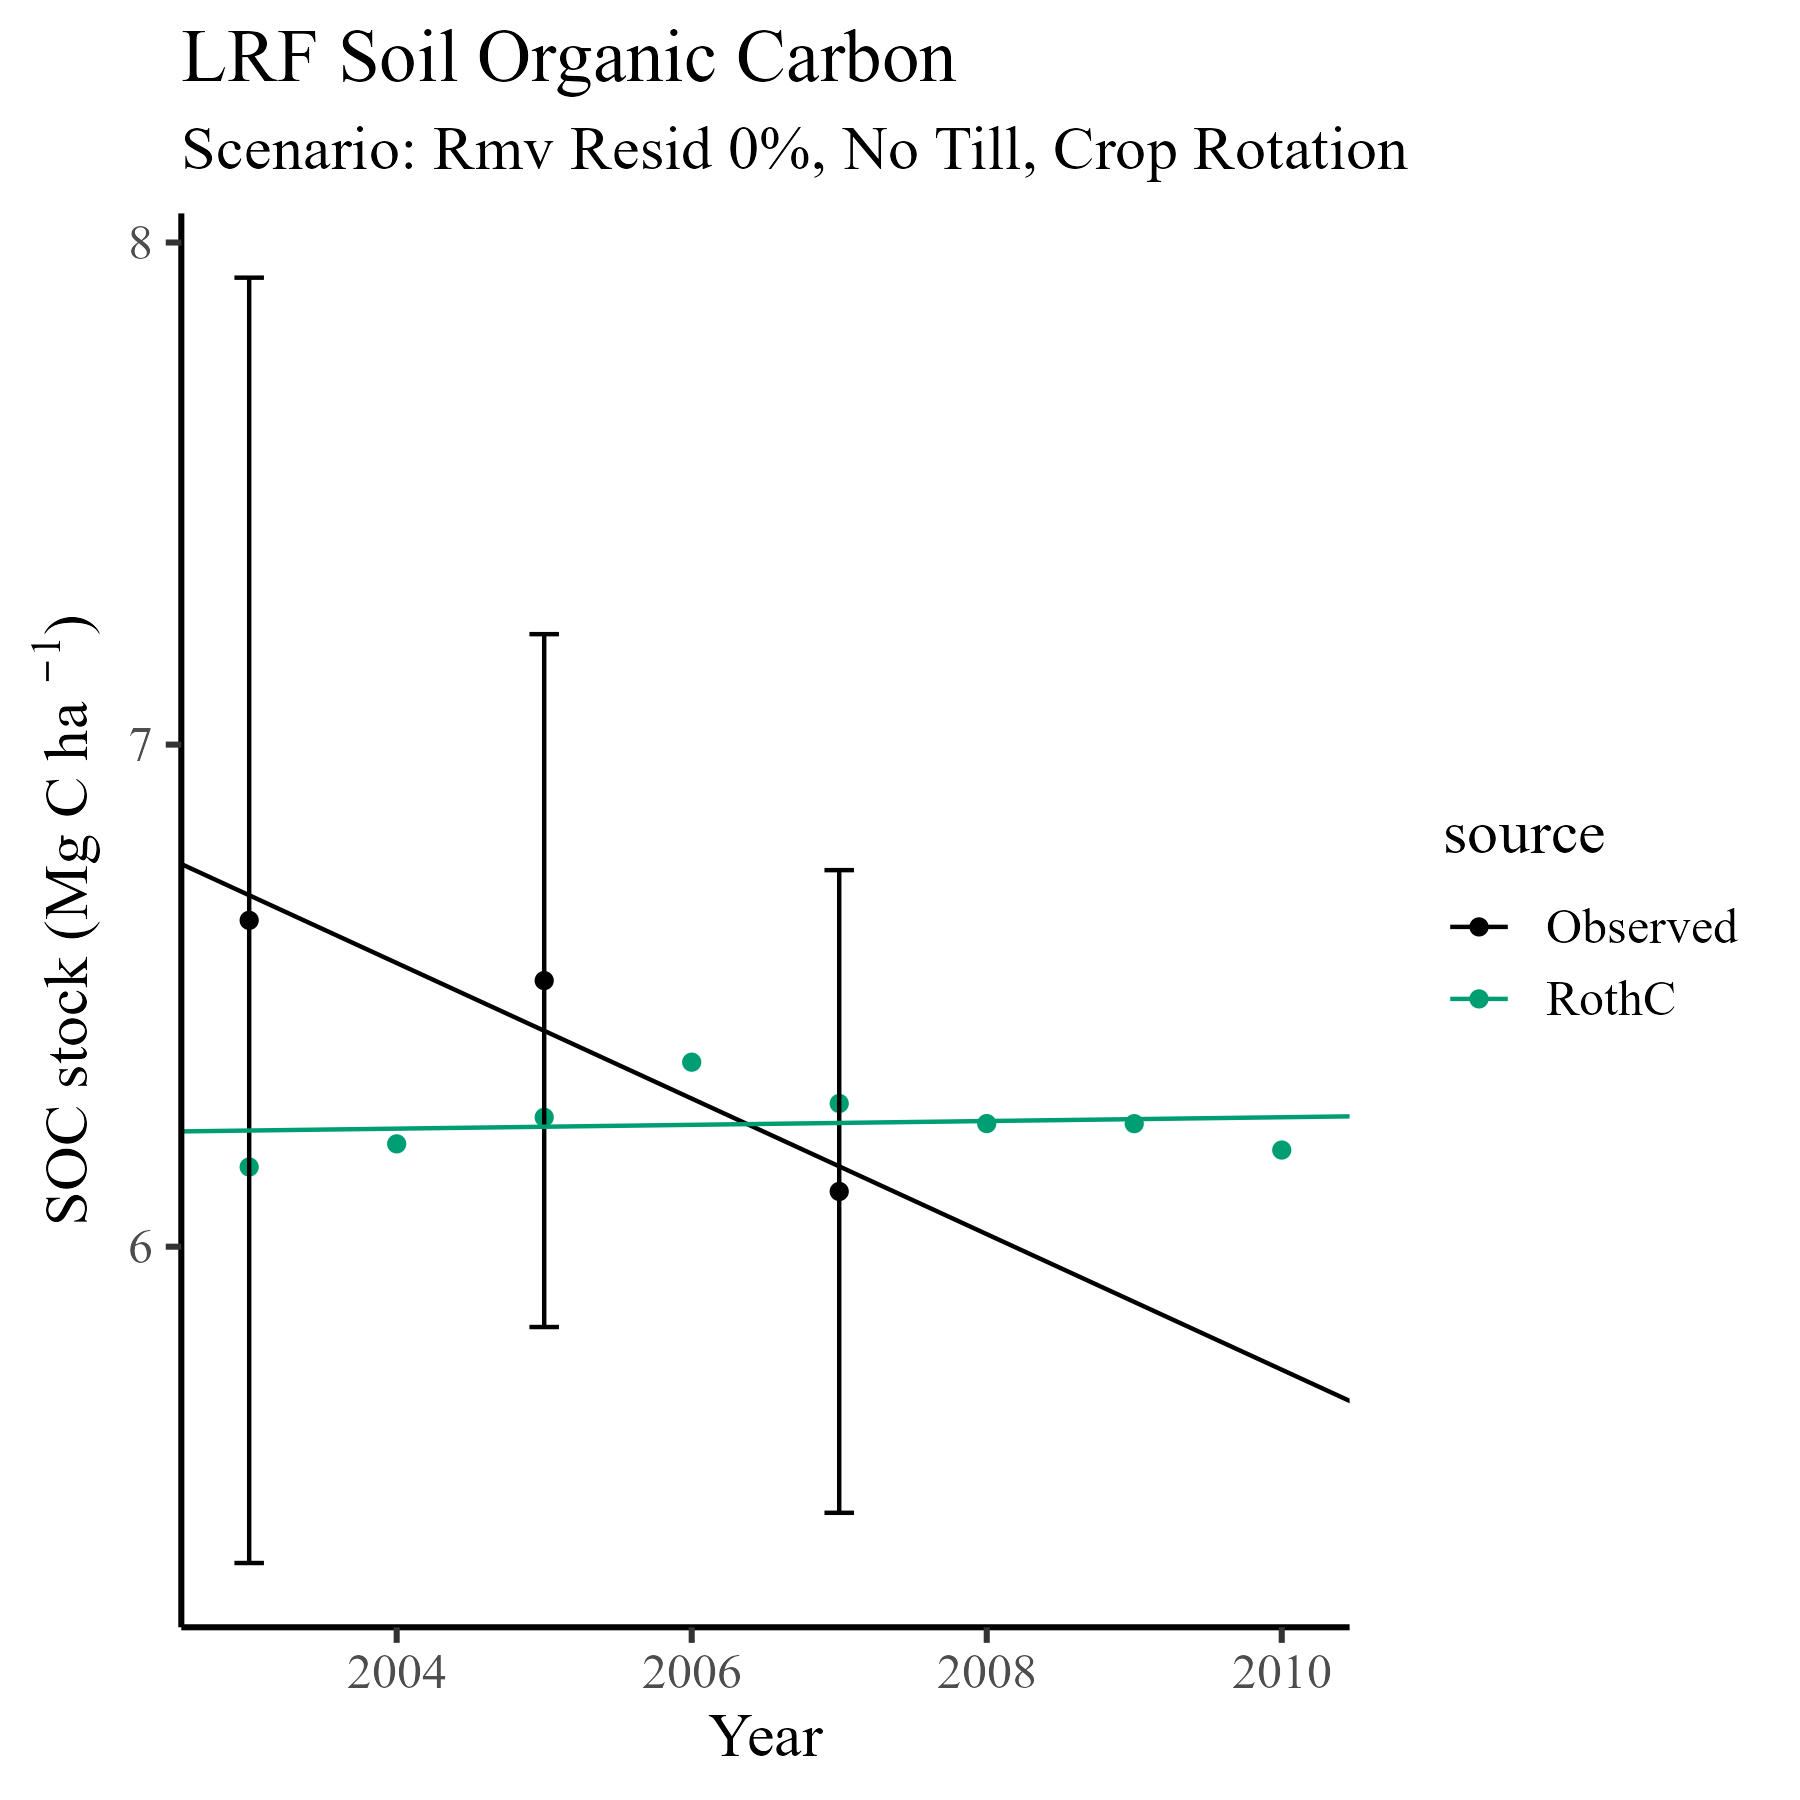 LRF Soil Organic Carbon
Scenario: Rmv Resid 0%, No Till, Crop Rotation
8
7
6
SOC stock (Mg C ha ⁻¹)
2004 2006 2008 2010
Year
source
Observed
RothC